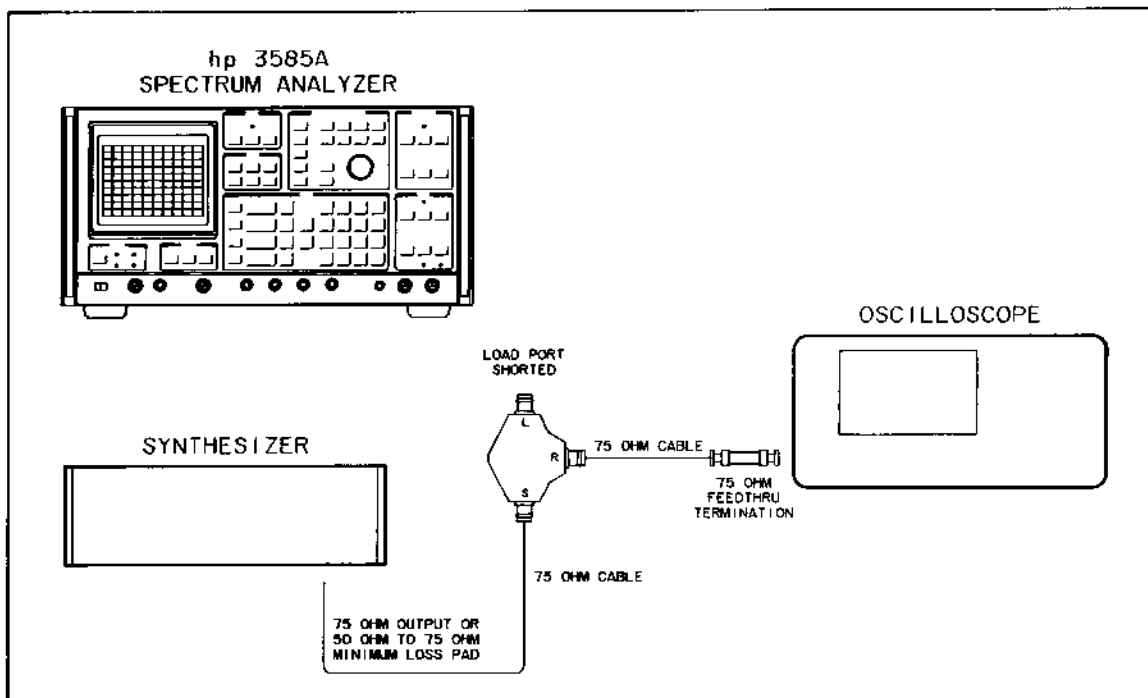 hp 3585A
SPECTRUM ANALYZER
OSCILLOSCOPE
LOAD PORT
SHORTED
L
R
S
75 OHM CABLE
75 OHM
FEEDTHRU
TERMINATION
SYNTHESIZER
75 OHM CABLE
75 OHM OUTPUT OR
50 OHM TO 75 OHM
MINIMUM LOSS PAD